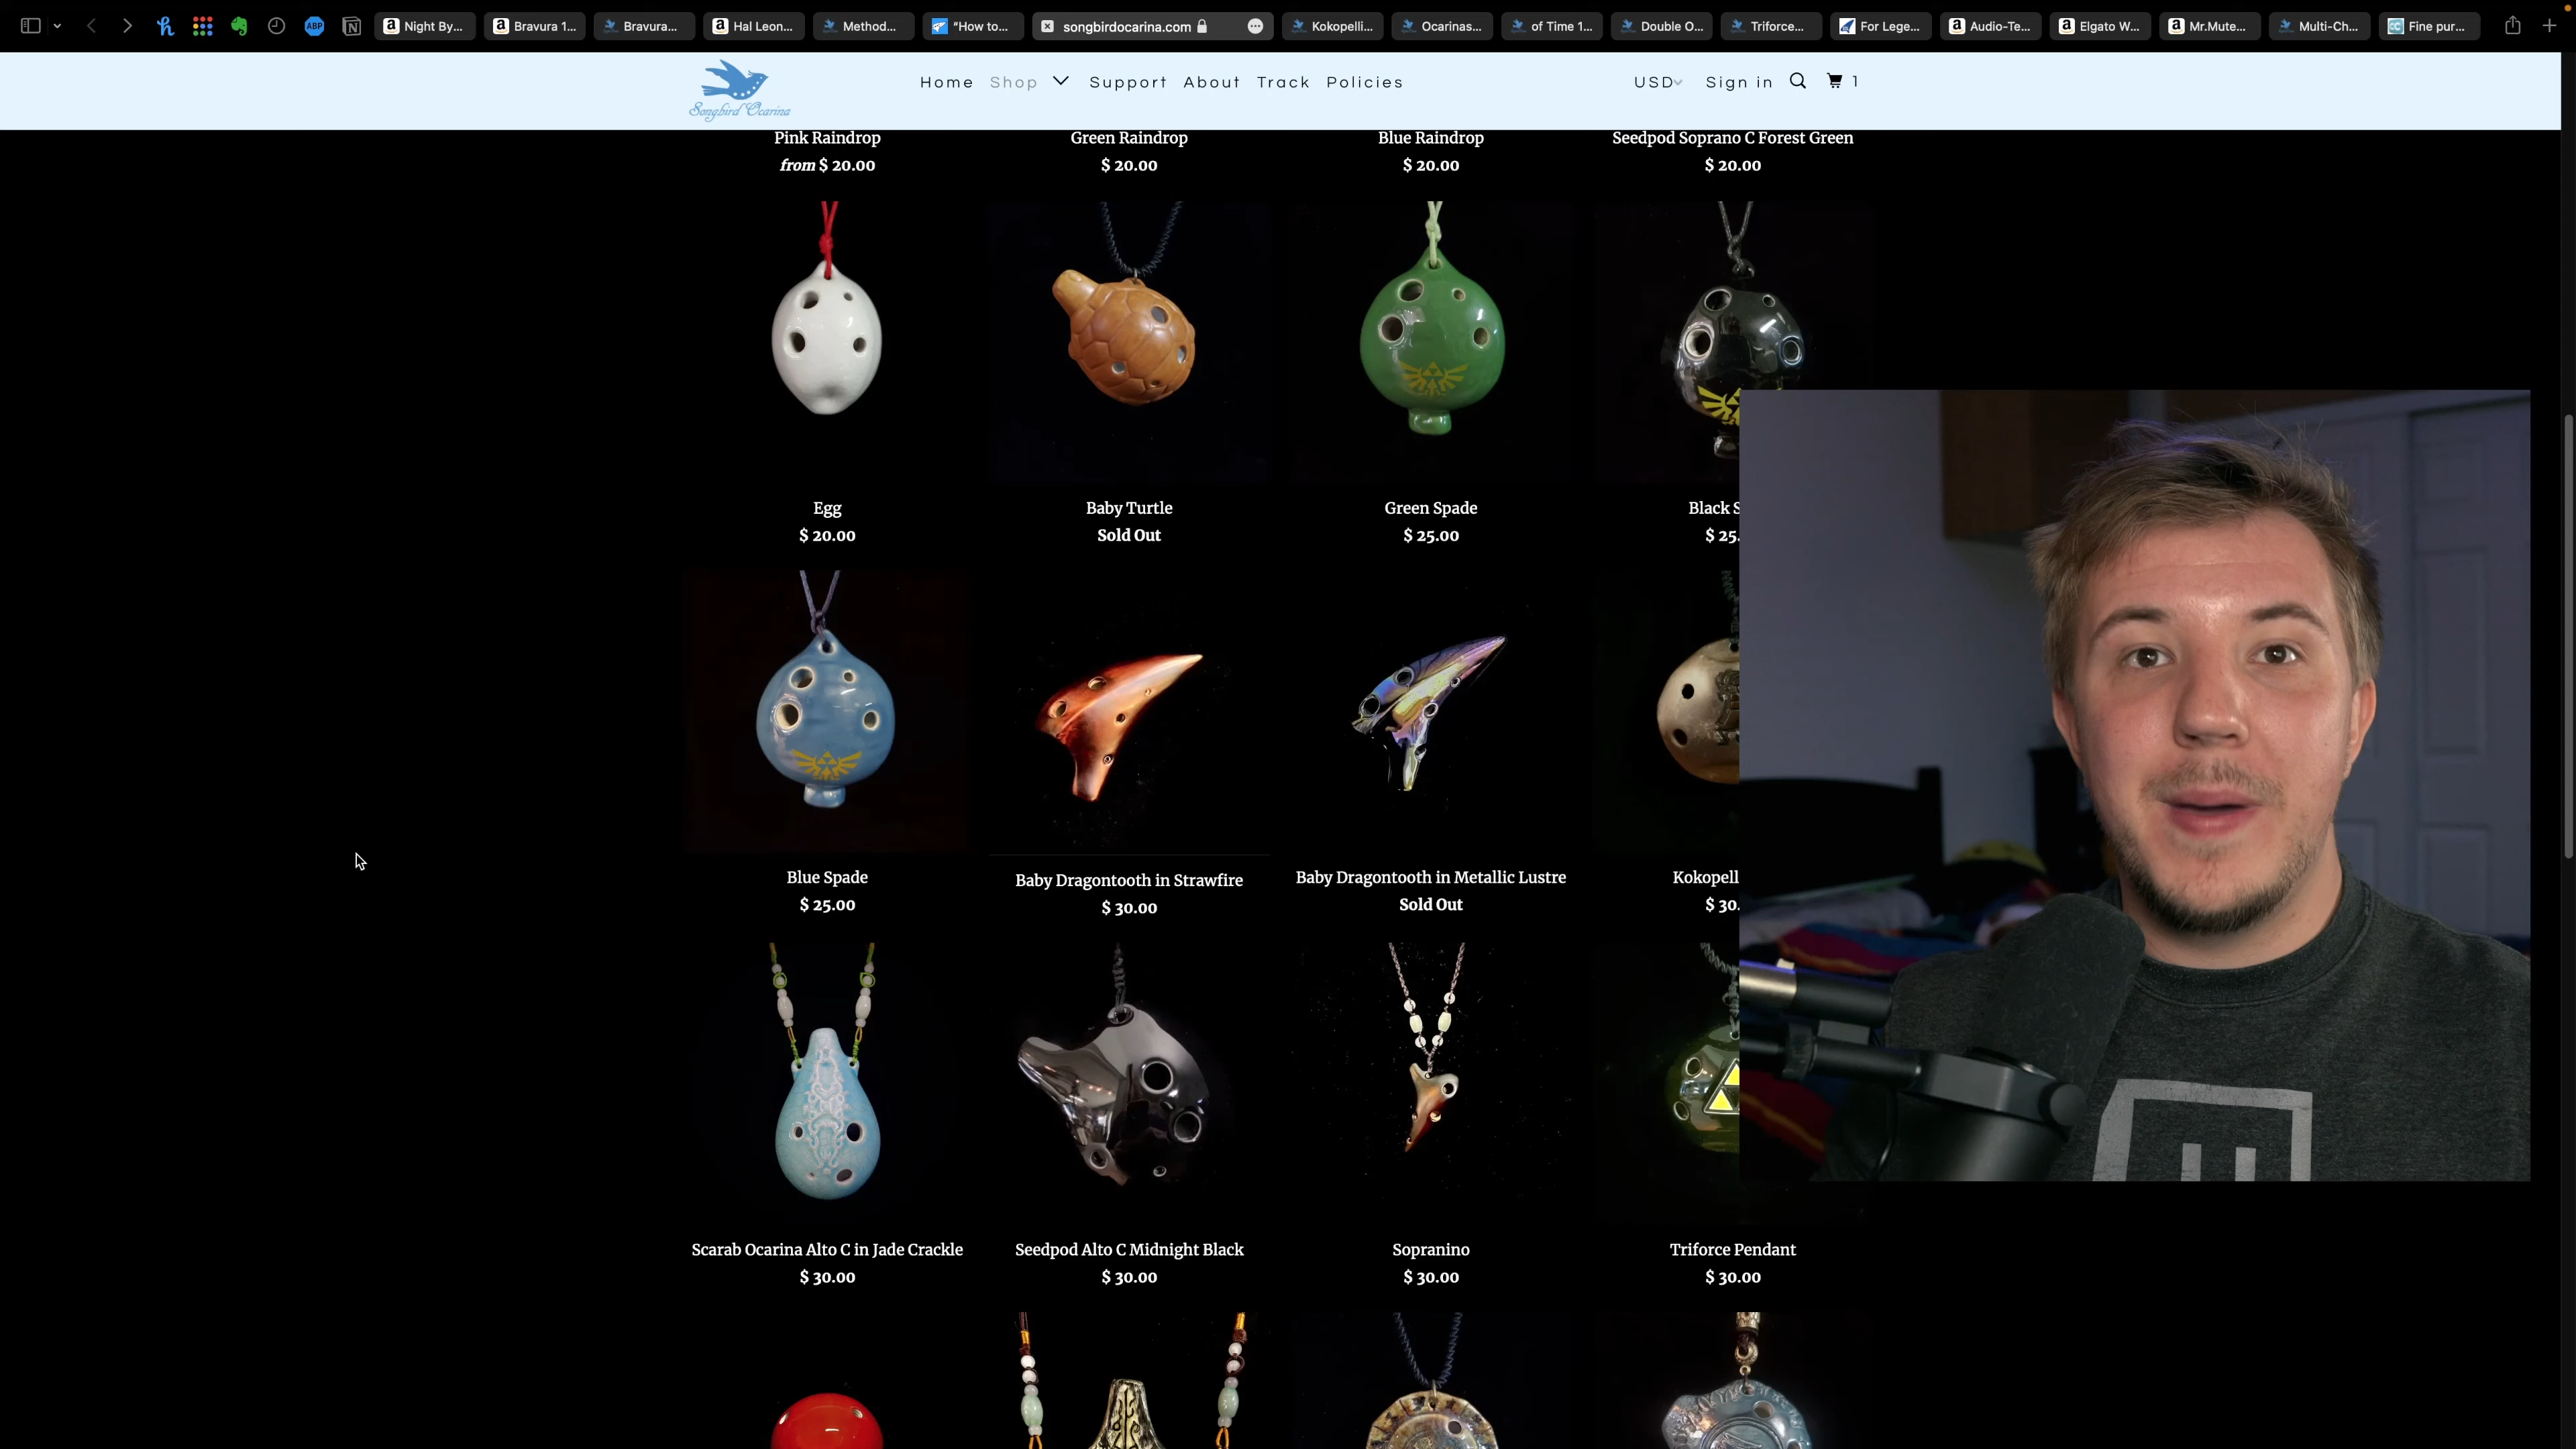 Night By...
Bravura 1...
Bravura...
Hal Leon...
Method...
"How to...
songbirdocarina.com
Kokopelli...
Ocarinas...
of Time 1...
Double O...
Triforce...
For Lege...
Audio-Te...
Elgato W...
Mr.Mute...
Multi-Ch...
Fine pur...
ABP
Songbird Ocarina
Home Shop Support About Track Policies
USD Sign in 1
Pink Raindrop
from $ 20.00
Green Raindrop
$ 20.00
Blue Raindrop
$ 20.00
Seedpod Soprano C Forest Green
$ 20.00
Egg
$ 20.00
Baby Turtle
Sold Out
Green Spade
$ 25.00
Black S
$ 25.
Blue Spade
$ 25.00
Baby Dragontooth in Strawfire
$ 30.00
Baby Dragontooth in Metallic Lustre
Sold Out
Kokopell
$ 30.
Scarab Ocarina Alto C in Jade Crackle
$ 30.00
Seedpod Alto C Midnight Black
$ 30.00
Sopranino
$ 30.00
Triforce Pendant
$ 30.00